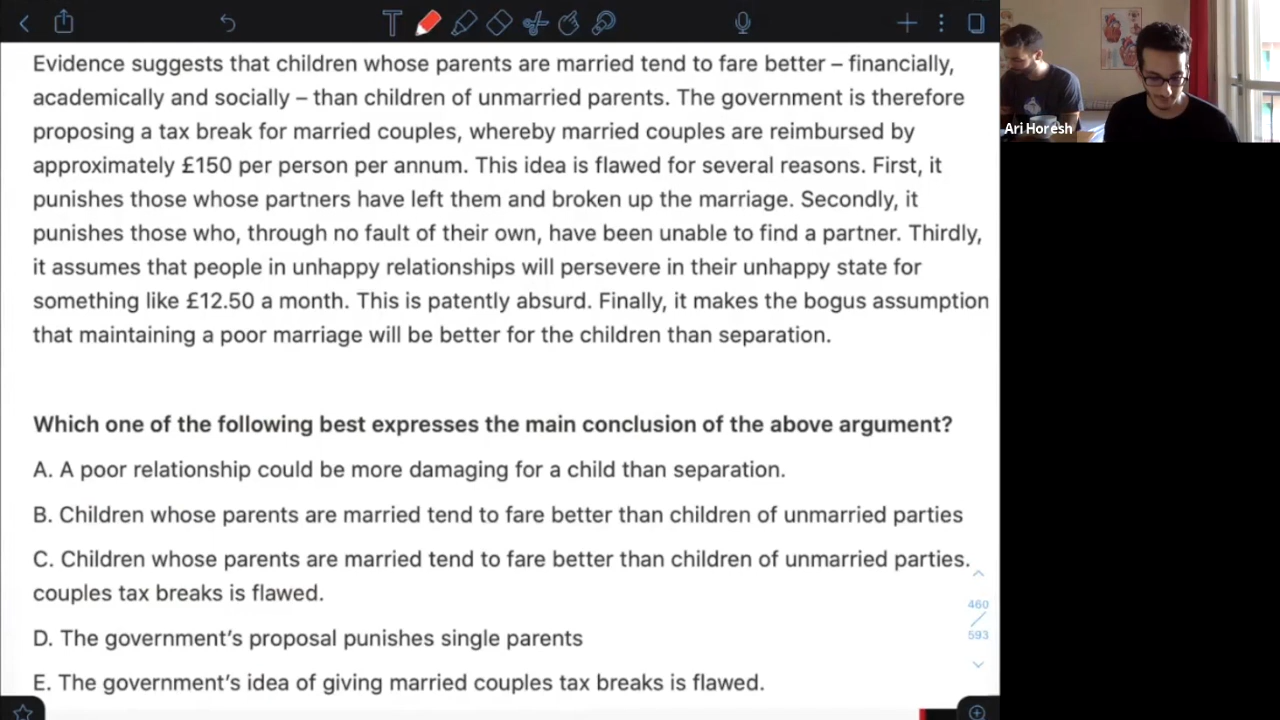 Evidence suggests that children whose parents are married tend to fare better – financially,
academically and socially – than children of unmarried parents. The government is therefore
proposing a tax break for married couples, whereby married couples are reimbursed by
approximately £150 per person per annum. This idea is flawed for several reasons. First, it
punishes those whose partners have left them and broken up the marriage. Secondly, it
punishes those who, through no fault of their own, have been unable to find a partner. Thirdly,
it assumes that people in unhappy relationships will persevere in their unhappy state for
something like £12.50 a month. This is patently absurd. Finally, it makes the bogus assumption
that maintaining a poor marriage will be better for the children than separation.
Which one of the following best expresses the main conclusion of the above argument?
A. A poor relationship could be more damaging for a child than separation.
B. Children whose parents are married tend to fare better than children of unmarried parties
C. Children whose parents are married tend to fare better than children of unmarried parties.
couples tax breaks is flawed.
D. The government's proposal punishes single parents
E. The government's idea of giving married couples tax breaks is flawed.
460
593
Ari Horesh